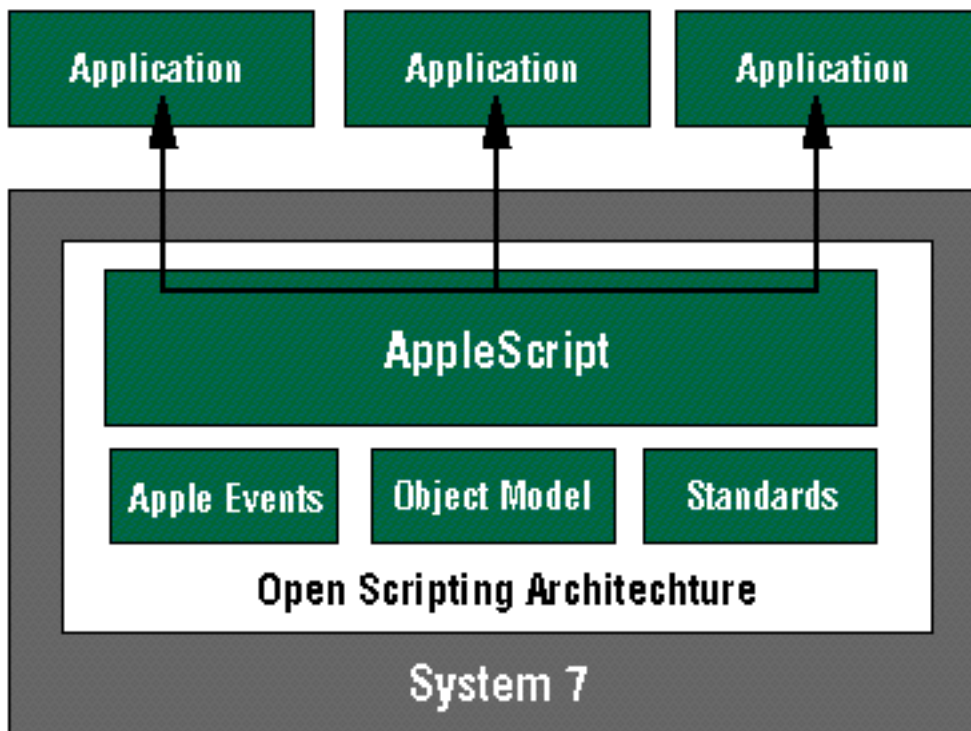 Application Application Application
AppleScript
Apple Events Object Model Standards
Open Scripting Architechture
System 7